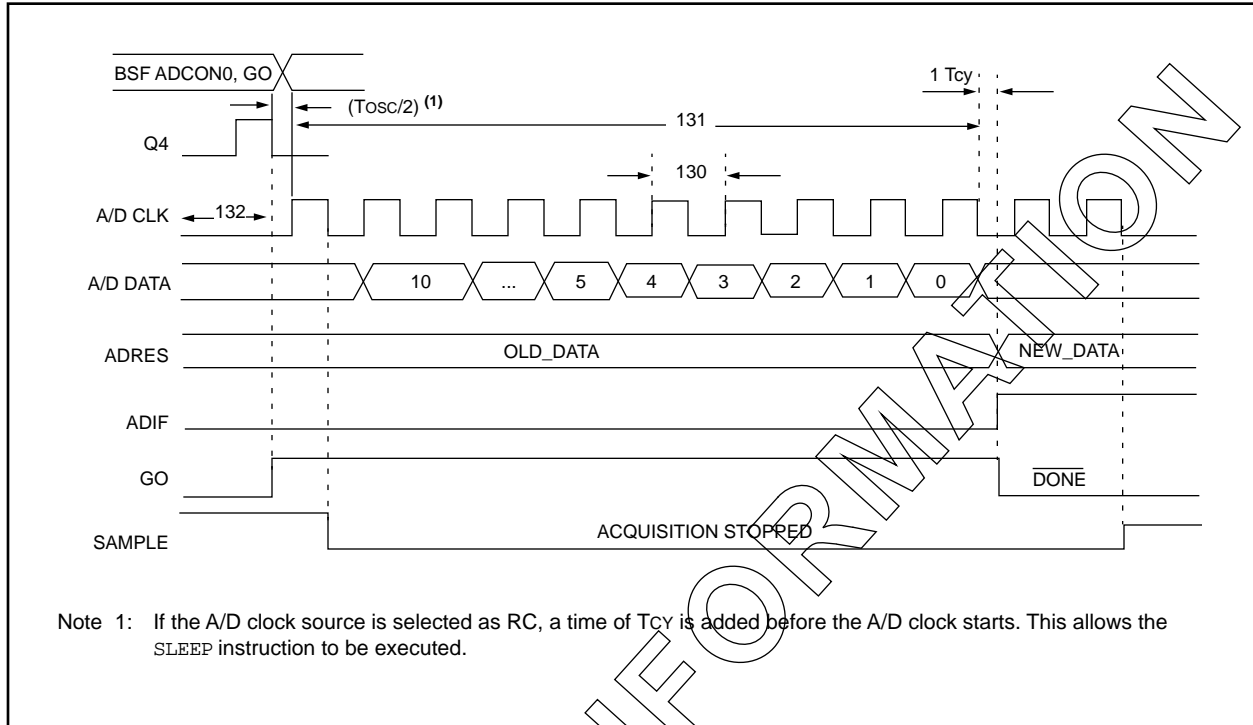 BSF ADCON0, GO
(TOSC/2) (1)
1 Tcy
131
Q4
130
A/D CLK
132
A/D DATA
10
...
5
4
3
2
1
0
ADRES
OLD_DATA
NEW_DATA
ADIF
GO
DONE
SAMPLE
ACQUISITION STOPPED
Note 1: If the A/D clock source is selected as RC, a time of TCY is added before the A/D clock starts. This allows the
SLEEP instruction to be executed.
NFORMATION